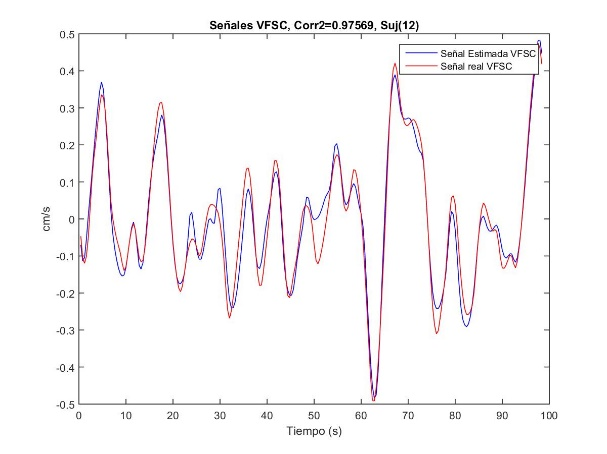 Señales VFSC, Corr2=0.97569, Suj(12)
Señal Estimada VFSC
Señal real VFSC
0.5
0.4
0.3
0.2
0.1
0
-0.1
-0.2
-0.3
-0.4
-0.5
cm/s
0 10 20 30 40 50 60 70 80 90 100
Tiempo (s)